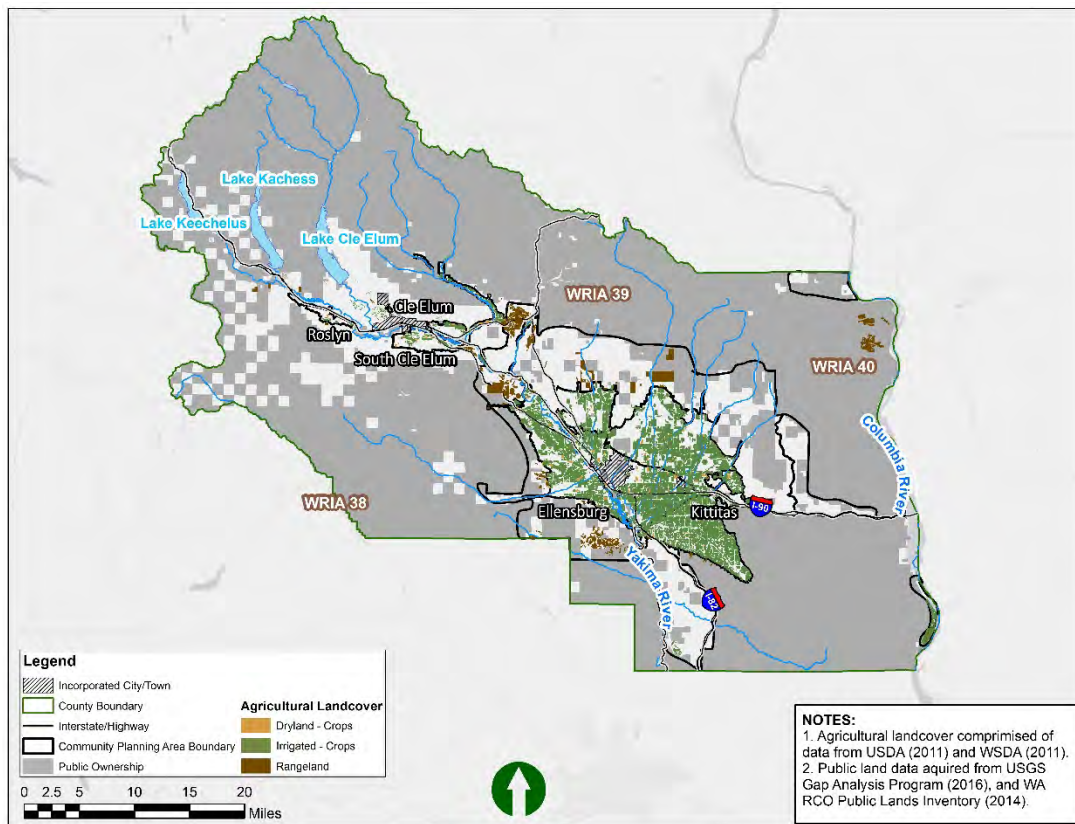 Lake Kachess
Lake Keechelus
Lake Cle Elum
WRIA 39
Cle Elum
Roslyn
South Cle Elum
WRIA 40
Columbia River
WRIA 38
Ellensburg
Kittitas
I-90
Yakima River
I-82
Legend
Incorporated City/Town
County Boundary
Interstate/Highway
Community Planning Area Boundary
Public Ownership
Agricultural Landcover
Dryland - Crops
Irrigated - Crops
Rangeland
0 2.5 5 10 15 20
Miles
NOTES:
1. Agricultural landcover comprimised of
data from USDA (2011) and WSDA (2011).
2. Public land data aquired from USGS
Gap Analysis Program (2016), and WA
RCO Public Lands Inventory (2014).